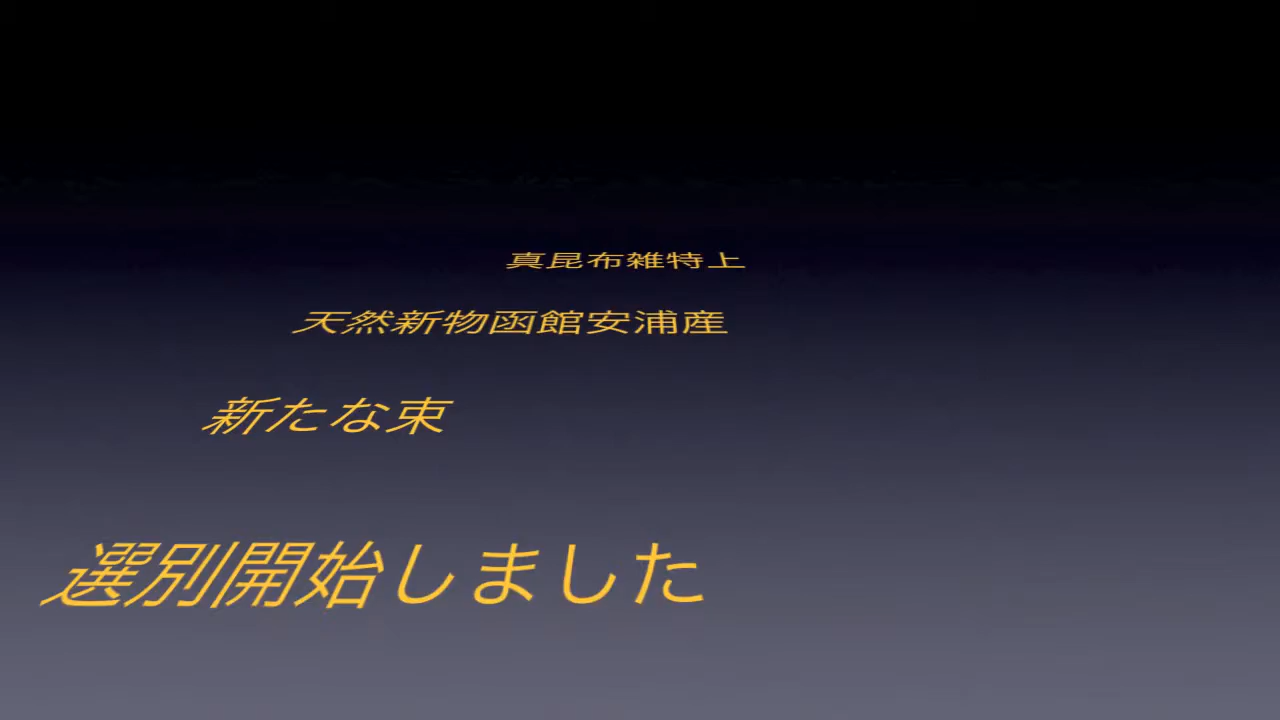 真昆布雑特上
天然新物函館安浦産
新たな束
選別開始しました